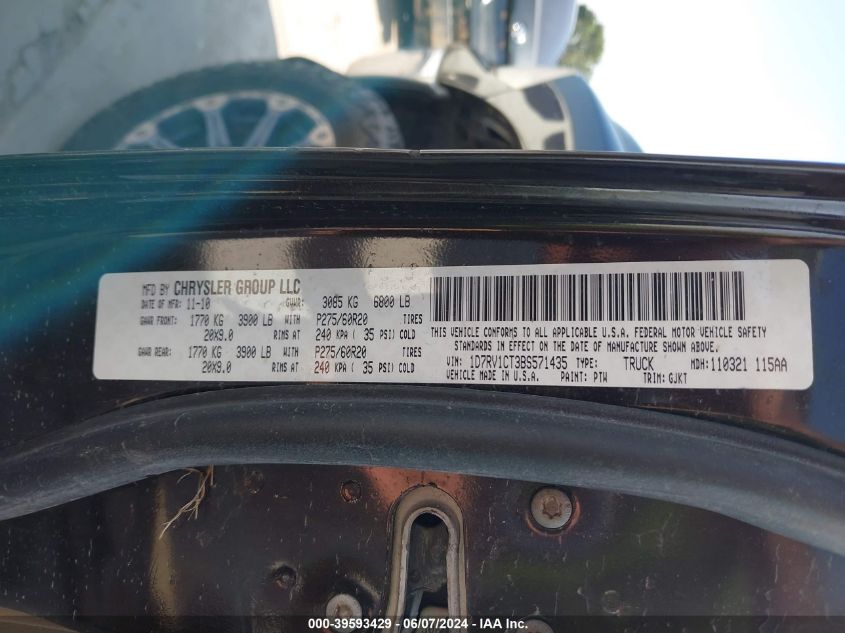 MFD BY CHRYSLER GROUP LLC
DATE OF MFR: 11-10 GVWR: 3085 KG 6800 LB
GAWR FRONT: 1770 KG 3900 LB WITH P275/60R20 TIRES
20X9.0 RIMS AT 240 KPA ( 35 PSI) COLD
GAWR REAR: 1770 KG 3900 LB WITH P275/60R20 TIRES
20X9.0 RIMS AT 240 KPA ( 35 PSI) COLD
THIS VEHICLE CONFORMS TO ALL APPLICABLE U.S.A. FEDERAL MOTOR VEHICLE SAFETY
STANDARDS IN EFFECT ON THE DATE OF MANUFACTURE SHOWN ABOVE.
VIN: 1D7RV1CT3BS571435 TYPE: TRUCK MDH: 110321 115AA
VEHICLE MADE IN U.S.A. PAINT: PTW TRIM: GJKT
000-39593429 - 06/07/2024 - 000